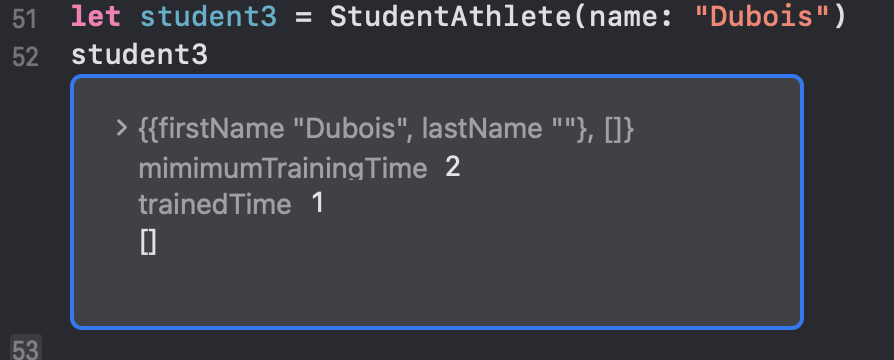 51 let student3 = StudentAthlete(name: "Dubois")
52 student3
> {{firstName "Dubois", lastName ""}, []}
mimimumTrainingTime 2
trainedTime 1
[]
53